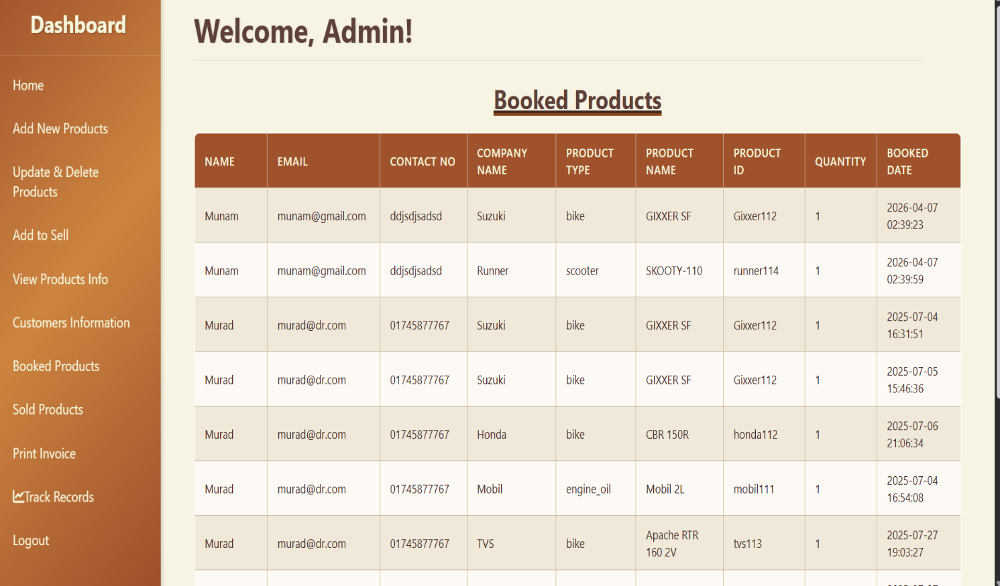 Dashboard
Home
Add New Products
Update & Delete
Products
Add to Sell
View Products Info
Customers Information
Booked Products
Sold Products
Print Invoice
Track Records
Logout
Welcome, Admin!
Booked Products
NAME EMAIL CONTACT NO COMPANY NAME PRODUCT TYPE PRODUCT NAME PRODUCT ID QUANTITY BOOKED DATE
Munam munam@gmail.com ddjsdjsadsd Suzuki bike GIXXER SF Gixxer112 1 2026-04-07 02:39:23
Munam munam@gmail.com ddjsdjsadsd Runner scooter SKOOTY-110 runner114 1 2026-04-07 02:39:59
Murad murad@dr.com 01745877767 Suzuki bike GIXXER SF Gixxer112 1 2025-07-04 16:31:51
Murad murad@dr.com 01745877767 Suzuki bike GIXXER SF Gixxer112 1 2025-07-05 15:46:36
Murad murad@dr.com 01745877767 Honda bike CBR 150R honda112 1 2025-07-06 21:06:34
Murad murad@dr.com 01745877767 Mobil engine_oil Mobil 2L mobil111 1 2025-07-04 16:54:08
Murad murad@dr.com 01745877767 TVS bike Apache RTR 160 2V tvs113 1 2025-07-27 19:03:27